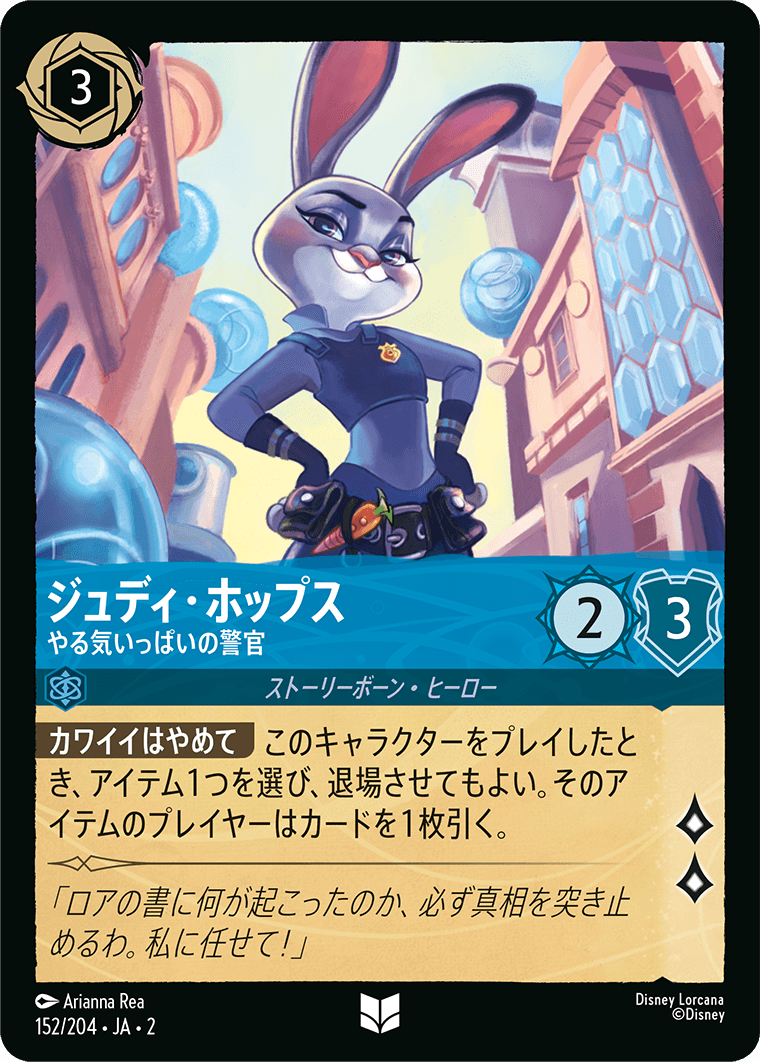 3
ジュディ・ホップス
やる気いっぱいの警官
2
3
ストーリーボーン・ヒーロー
カワイイはやめて このキャラクターをプレイしたと
き、アイテム1つを選び、退場させてもよい。そのア
イテムのプレイヤーはカードを1枚引く。
「ロアの書に何が起こったのか、必ず真相を突き止
めるわ。私に任せて!」
Arianna Rea
152/204・JA・2
Disney Lorcana
©Disney